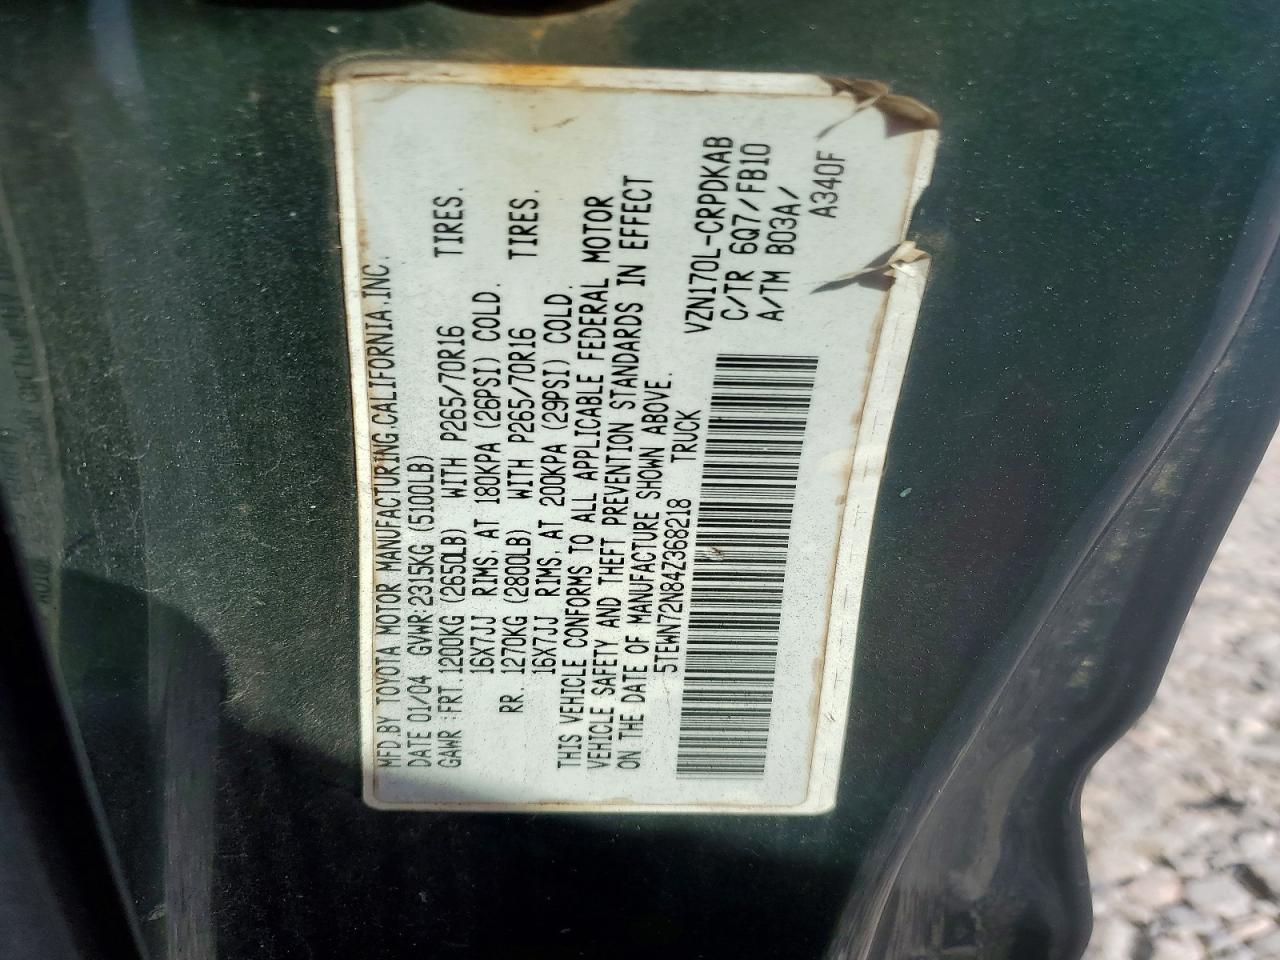 MFD.BY TOYOTA MOTOR MANUFACTURING,CALIFORNIA,INC.
DATE 01/04 GVWR:2315KG (5100LB)
GAWR :FRT.1200KG (2650LB) WITH P265/70R16 TIRES.
16X7JJ RIMS, AT 180KPA (26PSI) COLD.
RR. 1270KG (2800LB) WITH P265/70R16 TIRES.
16X7JJ RIMS, AT 200KPA (29PSI) COLD.
THIS VEHICLE CONFORMS TO ALL APPLICABLE FEDERAL MOTOR
VEHICLE SAFETY AND THEFT PREVENTION STANDARDS IN EFFECT
ON THE DATE OF MANUFACTURE SHOWN ABOVE.
5TEWN72N84Z368218 TRUCK
VZN170L-CRPDKAB
C/TR 6Q7/FB10
A/TM B03A/
A340F